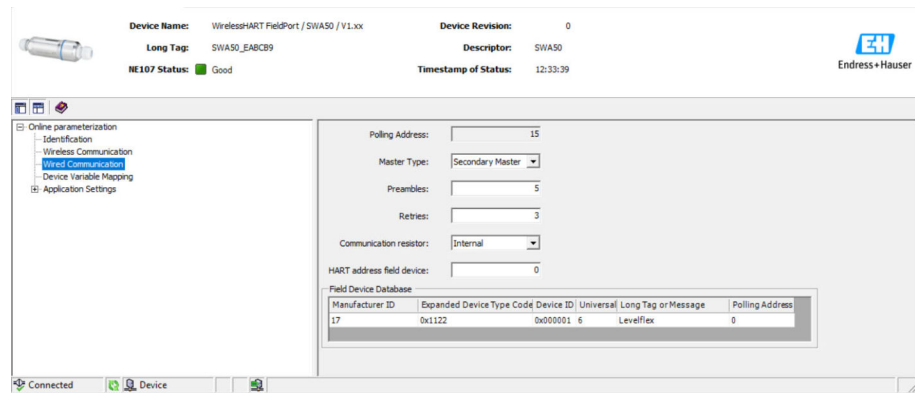 Device Name: WirelessHART FieldPort / SWA50 / V1.xx Device Revision: 0
Long Tag: SWA50_EABCB9 Descriptor: SWA50
NE107 Status: Good Timestamp of Status: 12:33:39
EH
Endress+Hauser
Online parameterization
Identification
Wireless Communication
Wired Communication
Device Variable Mapping
Application Settings
Polling Address: 15
Master Type: Secondary Master
Preambles: 5
Retries: 3
Communication resistor: Internal
HART address field device: 0
Field Device Database
Manufacturer ID Expanded Device Type Code Device ID Universal Long Tag or Message Polling Address
17 0x1122 0x000001 6 Levelflex 0
Connected Device